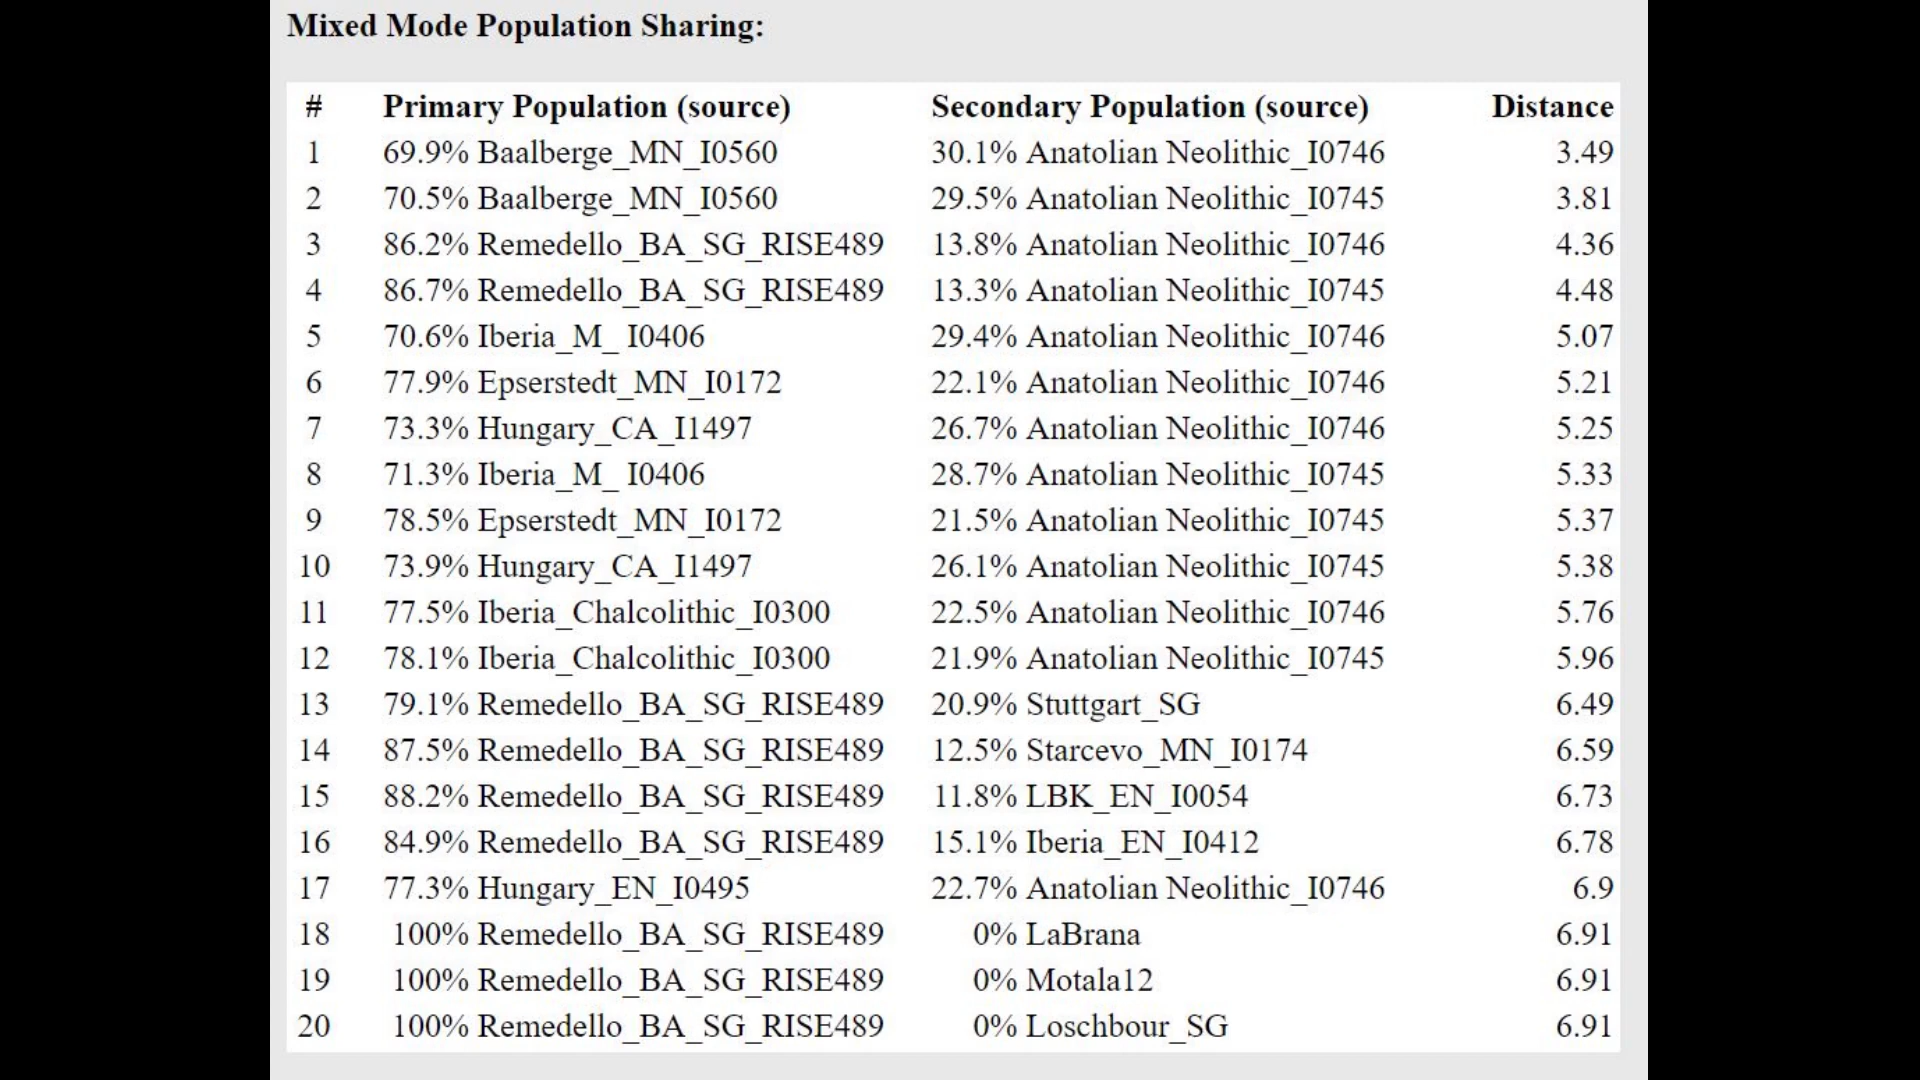 Mixed Mode Population Sharing:
# Primary Population (source) Secondary Population (source) Distance
1 69.9% Baalberge_MN_I0560 30.1% Anatolian Neolithic_I0746 3.49
2 70.5% Baalberge_MN_I0560 29.5% Anatolian Neolithic_I0745 3.81
3 86.2% Remedello_BA_SG_RISE489 13.8% Anatolian Neolithic_I0746 4.36
4 86.7% Remedello_BA_SG_RISE489 13.3% Anatolian Neolithic_I0745 4.48
5 70.6% Iberia_M_ I0406 29.4% Anatolian Neolithic_I0746 5.07
6 77.9% Epserstedt_MN_I0172 22.1% Anatolian Neolithic_I0746 5.21
7 73.3% Hungary_CA_I1497 26.7% Anatolian Neolithic_I0746 5.25
8 71.3% Iberia_M_ I0406 28.7% Anatolian Neolithic_I0745 5.33
9 78.5% Epserstedt_MN_I0172 21.5% Anatolian Neolithic_I0745 5.37
10 73.9% Hungary_CA_I1497 26.1% Anatolian Neolithic_I0745 5.38
11 77.5% Iberia_Chalcolithic_I0300 22.5% Anatolian Neolithic_I0746 5.76
12 78.1% Iberia_Chalcolithic_I0300 21.9% Anatolian Neolithic_I0745 5.96
13 79.1% Remedello_BA_SG_RISE489 20.9% Stuttgart_SG 6.49
14 87.5% Remedello_BA_SG_RISE489 12.5% Starcevo_MN_I0174 6.59
15 88.2% Remedello_BA_SG_RISE489 11.8% LBK_EN_I0054 6.73
16 84.9% Remedello_BA_SG_RISE489 15.1% Iberia_EN_I0412 6.78
17 77.3% Hungary_EN_I0495 22.7% Anatolian Neolithic_I0746 6.9
18 100% Remedello_BA_SG_RISE489 0% LaBrana 6.91
19 100% Remedello_BA_SG_RISE489 0% Motala12 6.91
20 100% Remedello_BA_SG_RISE489 0% Loschbour_SG 6.91